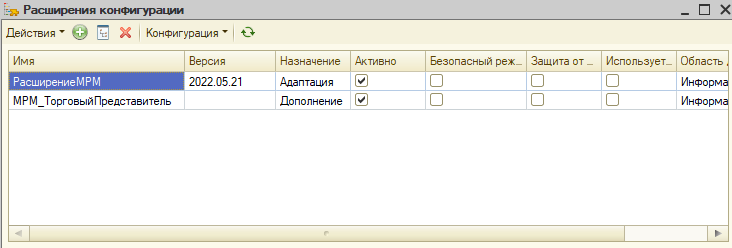 Расширения конфигурации
Действия Конфигурация
Имя Версия Назначение Активно Безопасный реж... Защита от ... Использует... Область
РасширениеМРМ 2022.05.21 Адаптация Информа
МРМ_ТорговыйПредставитель Дополнение Информа